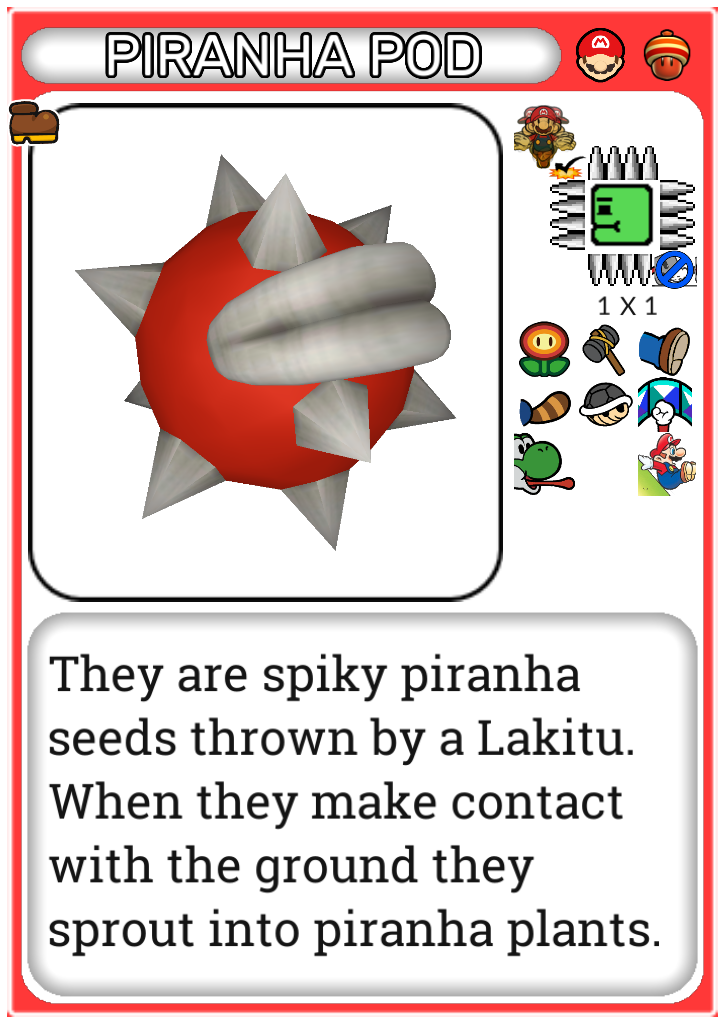 PIRANHA POD
1 X 1
They are spiky piranha
seeds thrown by a Lakitu.
When they make contact
with the ground they
sprout into piranha plants.